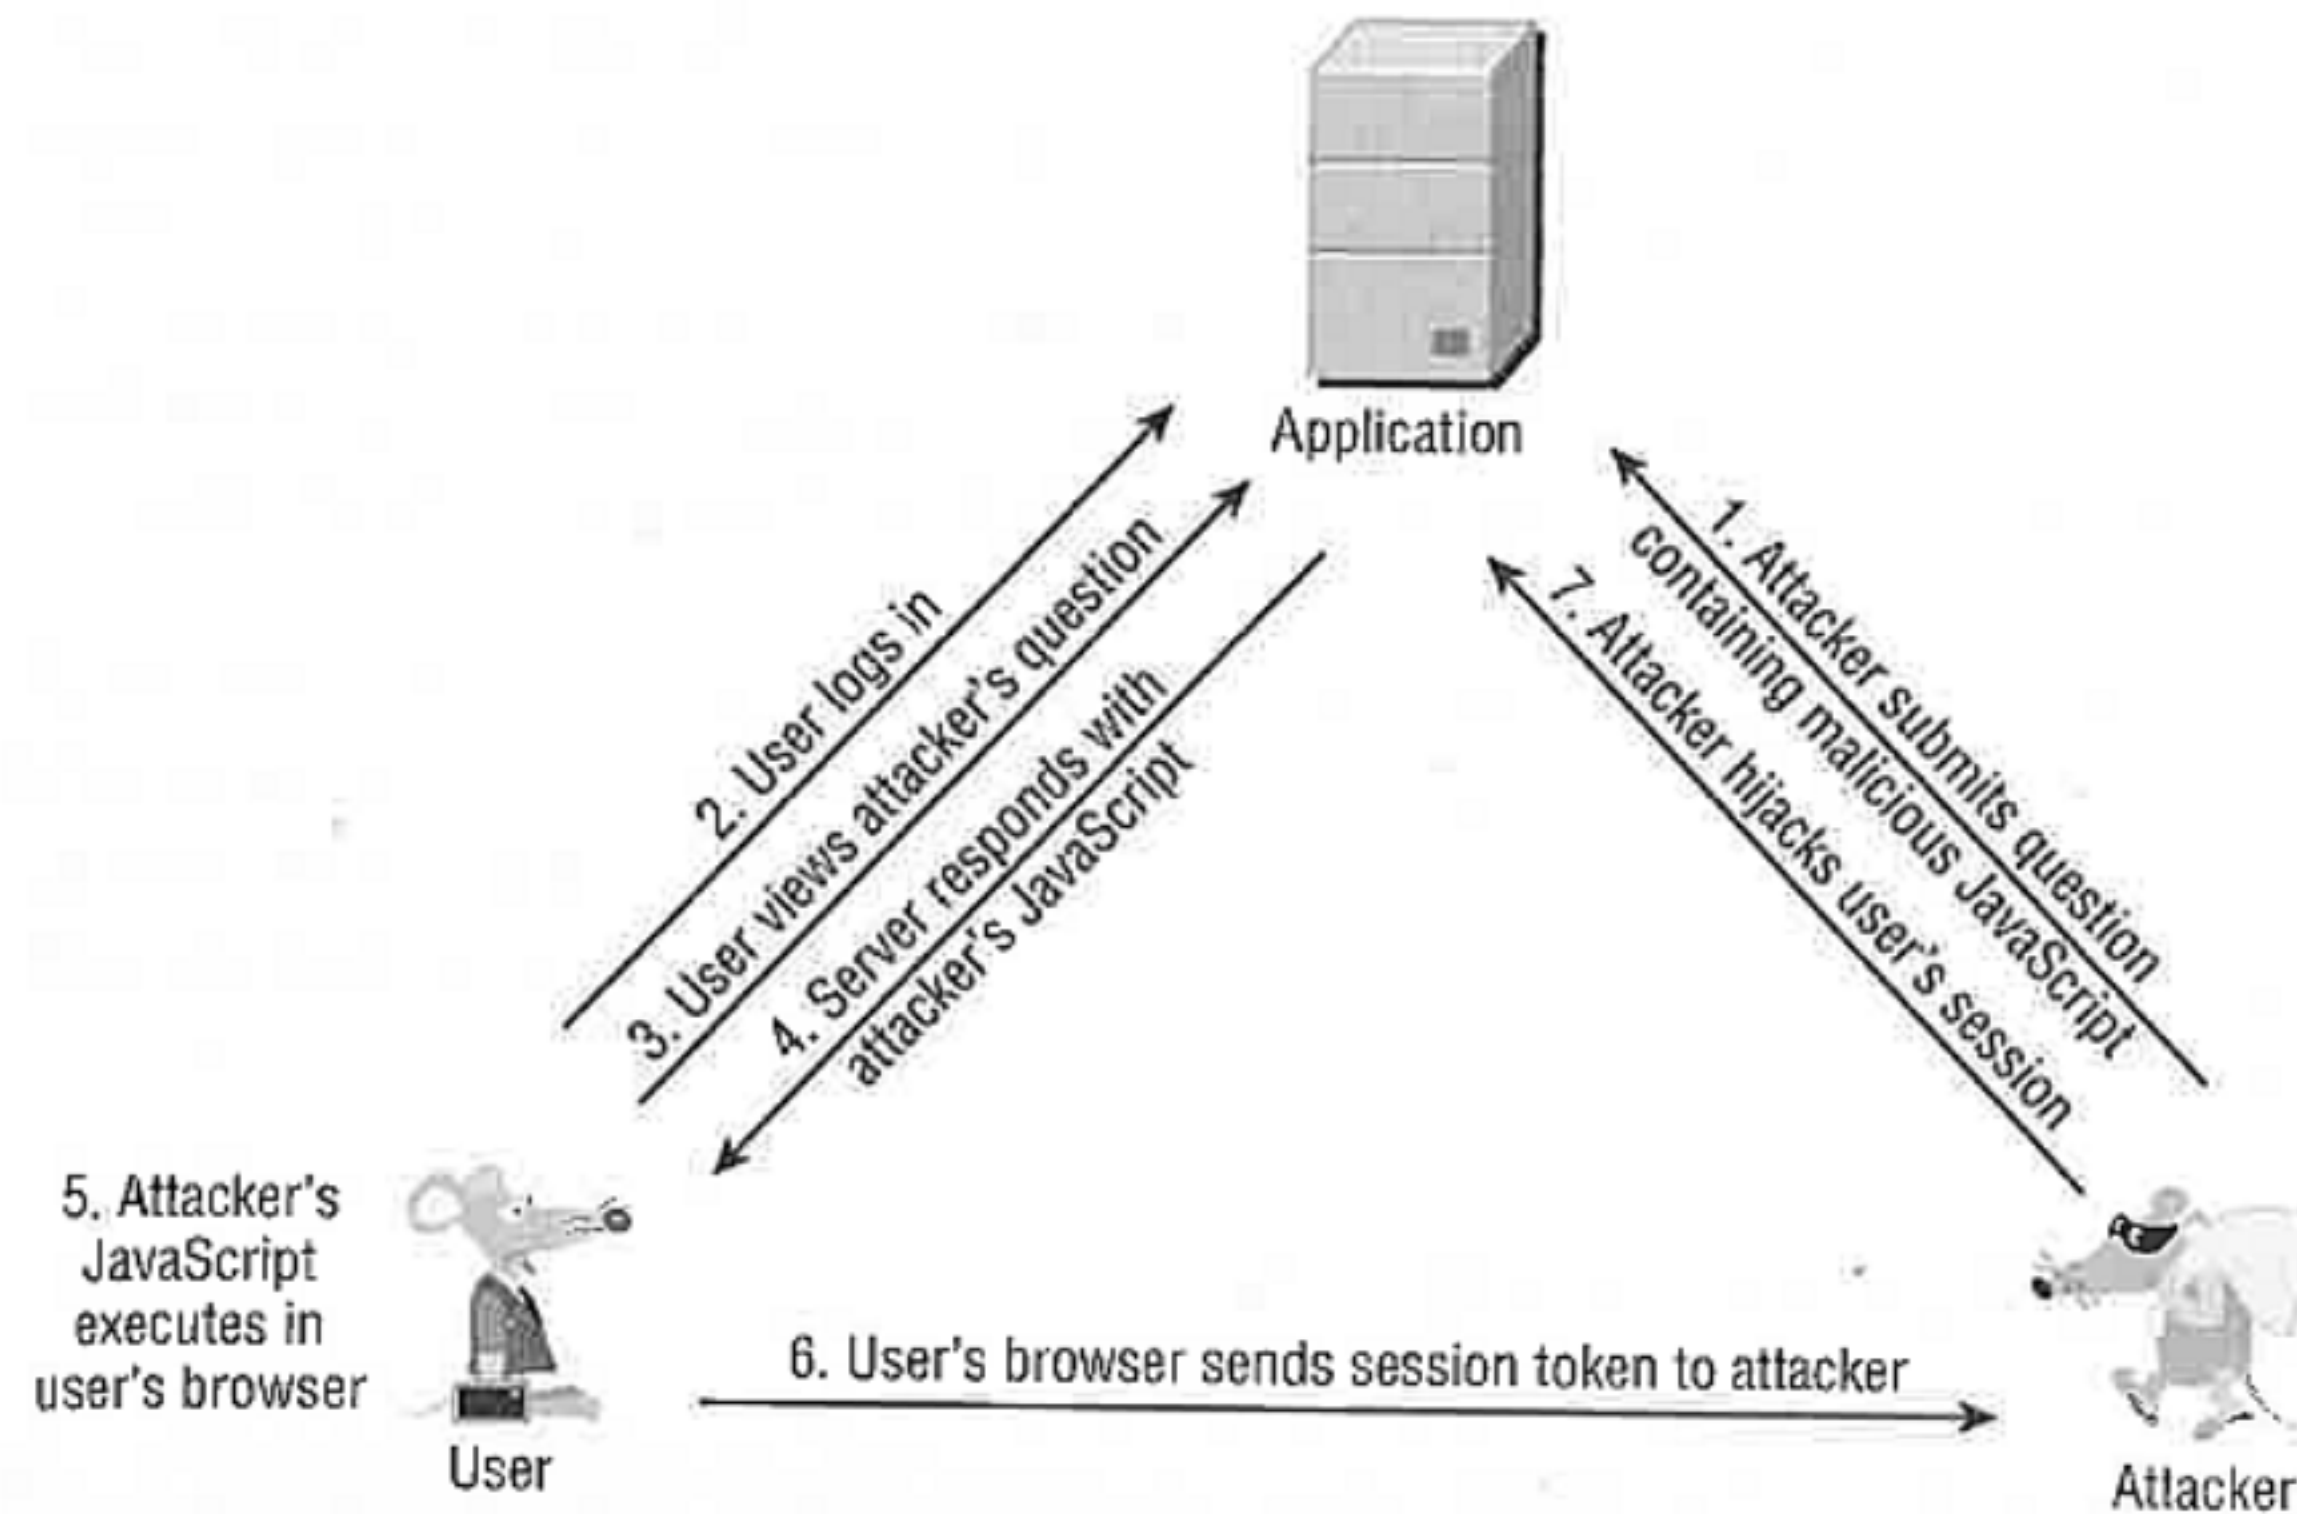 Application
1. Attacker submits question
containing malicious JavaScript
7. Attacker hijacks user's session
2. User logs in
3. User views attacker's question
4. Server responds with
attacker's JavaScript
5. Attacker's
JavaScript
executes in
user's browser
6. User's browser sends session token to attacker
User
Attacker